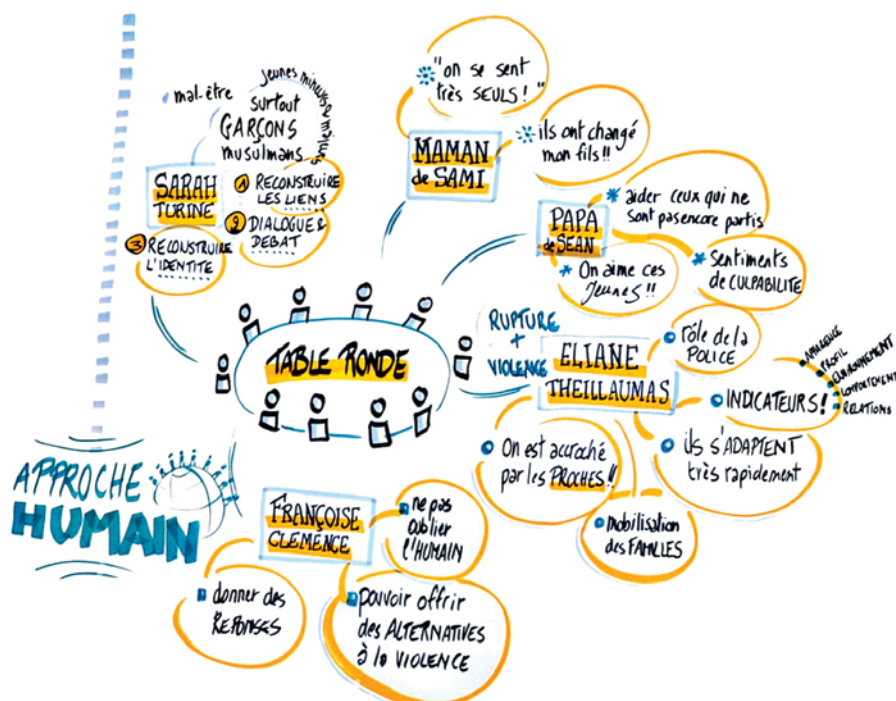 mal-être
jeunes mineurs & majeurs
surtout
GARÇONS
musulmans
SARAH
TURINE
1 RECONSTRUIRE
LES LIENS
2 DIALOGUE &
DEBAT
3 RECONSTRUIRE
L'IDENTITE
"on se sent
très SEULS!"
MAMAN
de SAMI
ils ont changé
mon fils!!
PAPA
de SEAN
aider ceux qui ne
sont pas encore partis
On aime ces
Jeunes!!
Sentiments
de CULPABILITE
TABLE RONDE
RUPTURE
+
VIOLENCE
ELIANE
THEILLAUMAS
rôle de la
POLICE
INDICATEURS!
APPARENCE
PROFIL
ENVIRONNEMENT
COMPORTEMENT
RELATIONS
On est accroché
par les PROCHES!!
ils S'ADAPTENT
très rapidement
mobilisation
des FAMILLES
APPROCHE
HUMAIN
FRANÇOISE
CLEMENCE
ne pas
oublier
l'HUMAIN
donner des
REPONSES
pouvoir offrir
des ALTERNATIVES
à la VIOLENCE